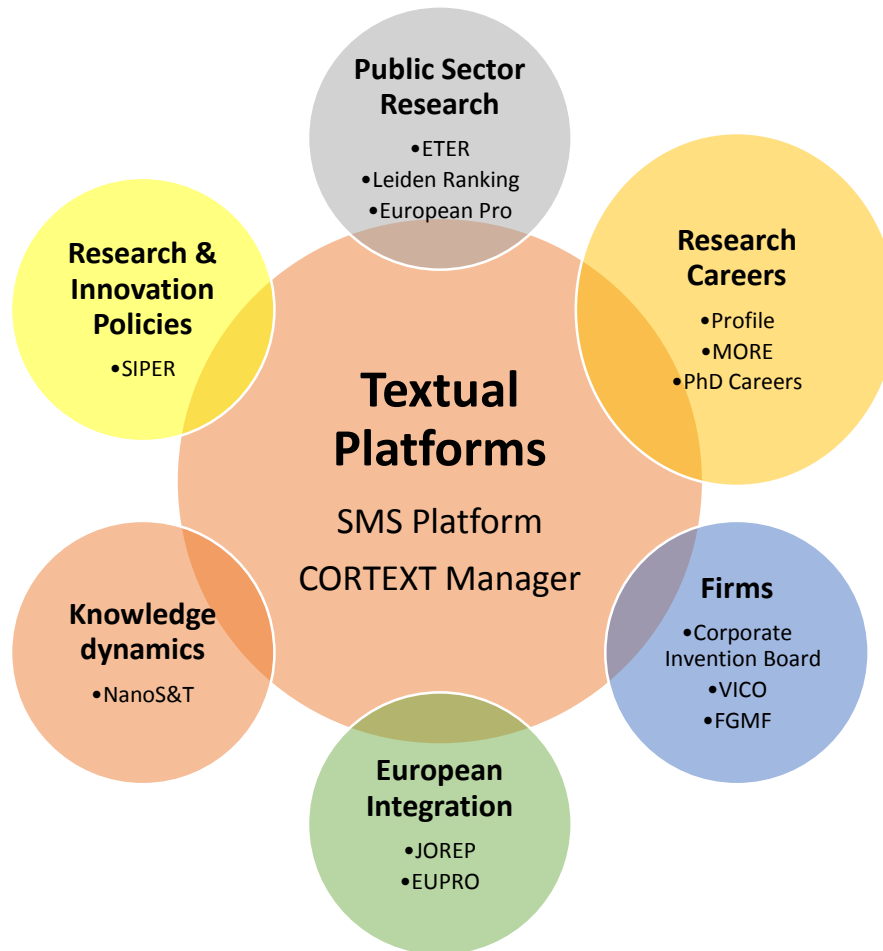 Public Sector
Research
•ETER
•Leiden Ranking
•European Pro
Research &
Innovation
Policies
•SIPER
Research
Careers
•Profile
•MORE
•PhD Careers
Textual
Platforms
SMS Platform
CORTEXT Manager
Knowledge
dynamics
•NanoS&T
Firms
•Corporate
Invention Board
•VICO
•FGMF
European
Integration
•JOREP
•EUPRO